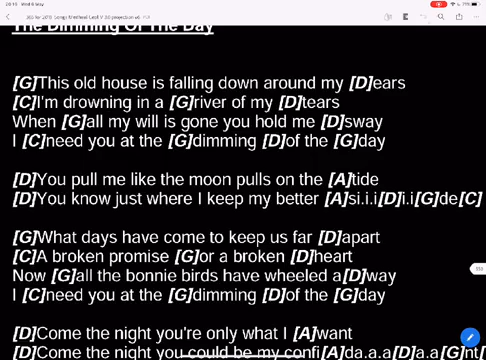 The Dimming Of The Day
[G]This old house is falling down around my [D]ears
[C]I'm drowning in a [G]river of my [D]tears
When [G]all my will is gone you hold me [D]sway
I [C]need you at the [G]dimming [D]of the [G]day
[D]You pull me like the moon pulls on the [A]tide
[D]You know just where I keep my better [A]si.i.i[D]i.i[G]de[C]
[G]What days have come to keep us far [D]apart
[C]A broken promise [G]or a broken [D]heart
Now [G]all the bonnie birds have wheeled a[D]way
I [C]need you at the [G]dimming [D]of the [G]day
[D]Come the night you're only what I [A]want
[D]Come the night you could be my confi[A]da.a.a[D]a.a[G]nt[